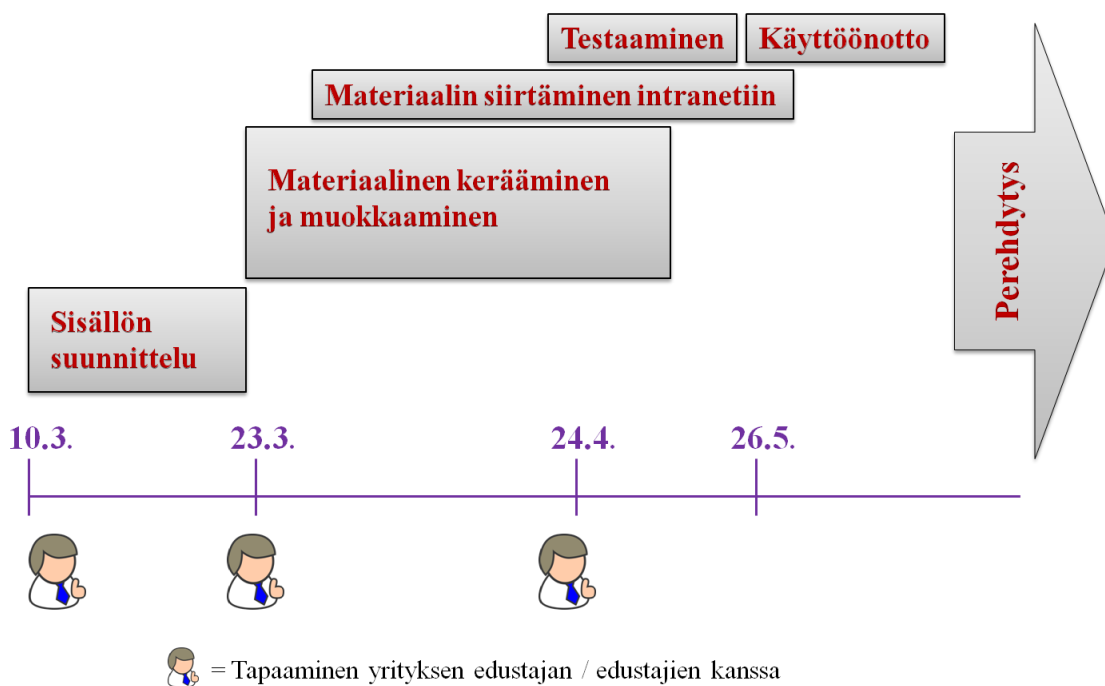 Testaaminen
Käyttöönotto
Materiaalin siirtäminen intranetiin
Materiaalinen kerääminen
ja muokkaaminen
Perehdytys
Sisällön
suunnittelu
10.3.
23.3.
24.4.
26.5.
= Tapaaminen yrityksen edustajan / edustajien kanssa